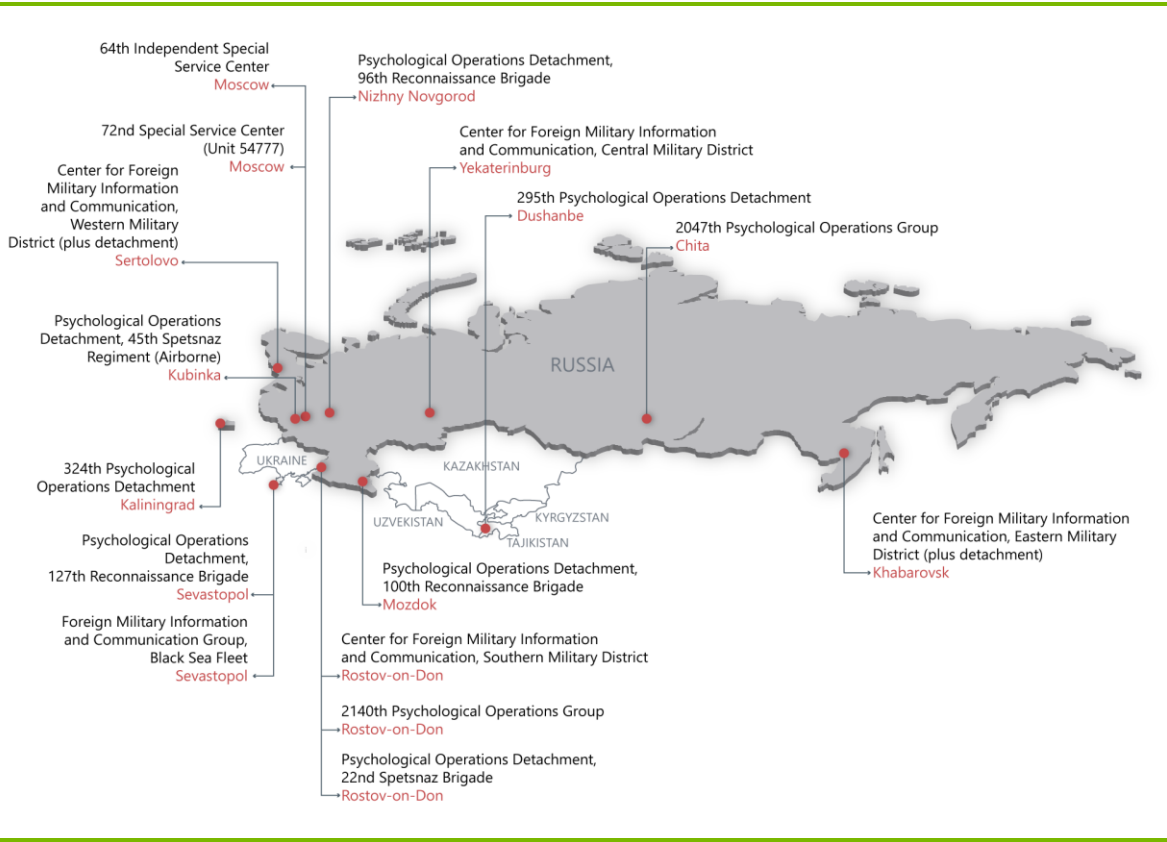 64th Independent Special
Service Center
Moscow
Psychological Operations Detachment,
96th Reconnaissance Brigade
Nizhny Novgorod
72nd Special Service Center
(Unit 54777)
Moscow
Center for Foreign Military Information
and Communication, Central Military District
Yekaterinburg
Center for Foreign
Military Information
and Communication,
Western Military
District (plus detachment)
Sertolovo
295th Psychological Operations Detachment
Dushanbe
2047th Psychological Operations Group
Chita
Psychological Operations
Detachment, 45th Spetsnaz
Regiment (Airborne)
Kubinka
RUSSIA
UKRAINE
KAZAKHSTAN
UZVEKISTAN
KYRGYZSTAN
TAJIKISTAN
324th Psychological
Operations Detachment
Kaliningrad
Psychological Operations
Detachment,
127th Reconnaissance Brigade
Sevastopol
Foreign Military Information
and Communication Group,
Black Sea Fleet
Sevastopol
Psychological Operations Detachment,
100th Reconnaissance Brigade
Mozdok
Center for Foreign Military Information
and Communication, Eastern Military
District (plus detachment)
Khabarovsk
Center for Foreign Military Information
and Communication, Southern Military District
Rostov-on-Don
2140th Psychological Operations Group
Rostov-on-Don
Psychological Operations Detachment,
22nd Spetsnaz Brigade
Rostov-on-Don